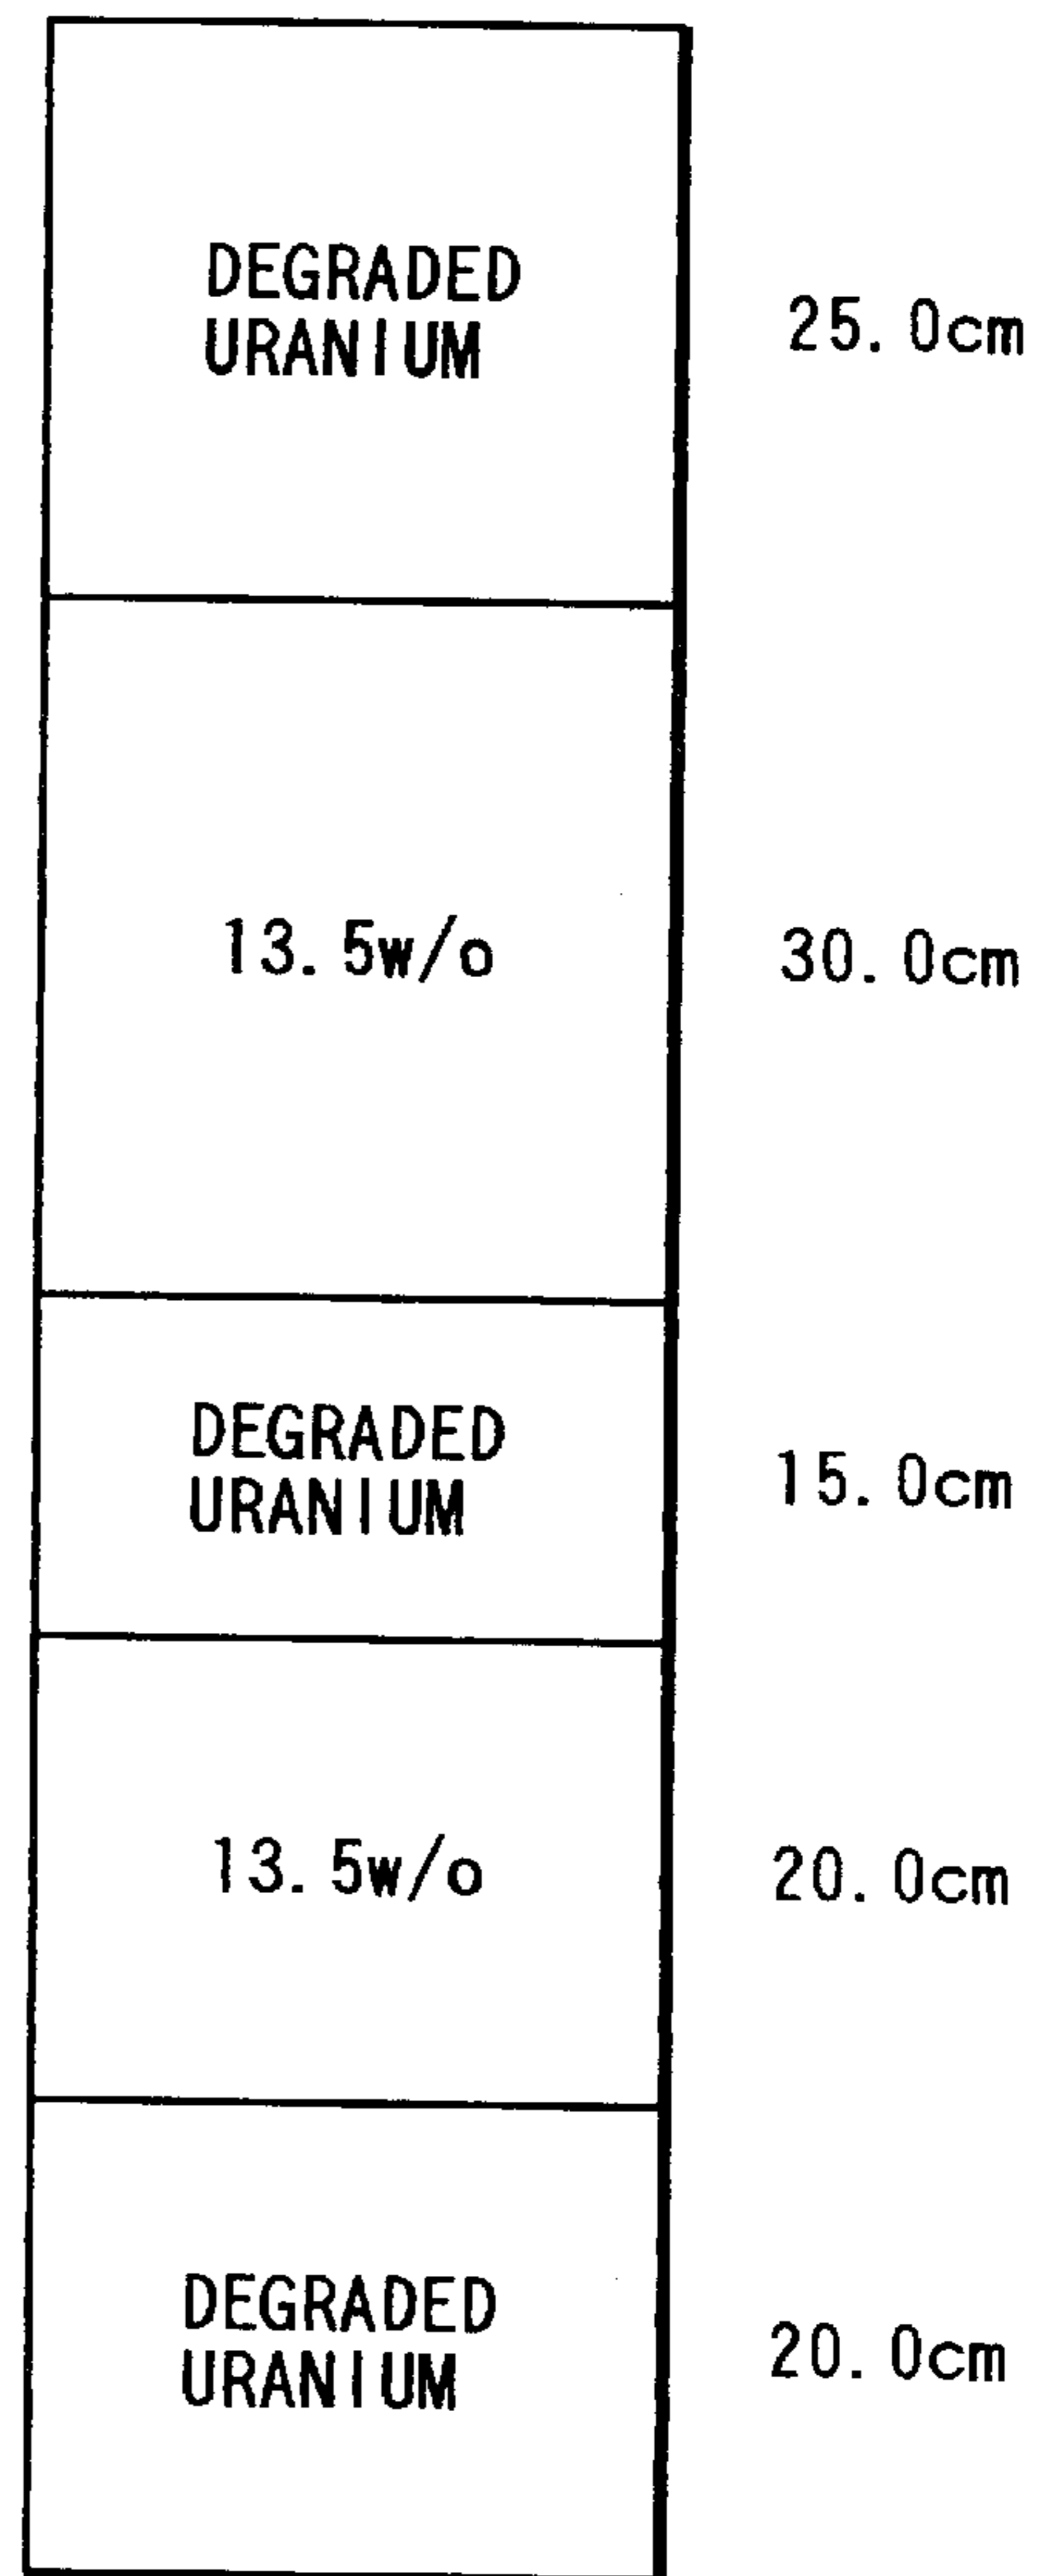 DEGRADED
URANIUM
25.0cm
13.5w/o
30.0cm
DEGRADED
URANIUM
15.0cm
13.5w/o
20.0cm
DEGRADED
URANIUM
20.0cm